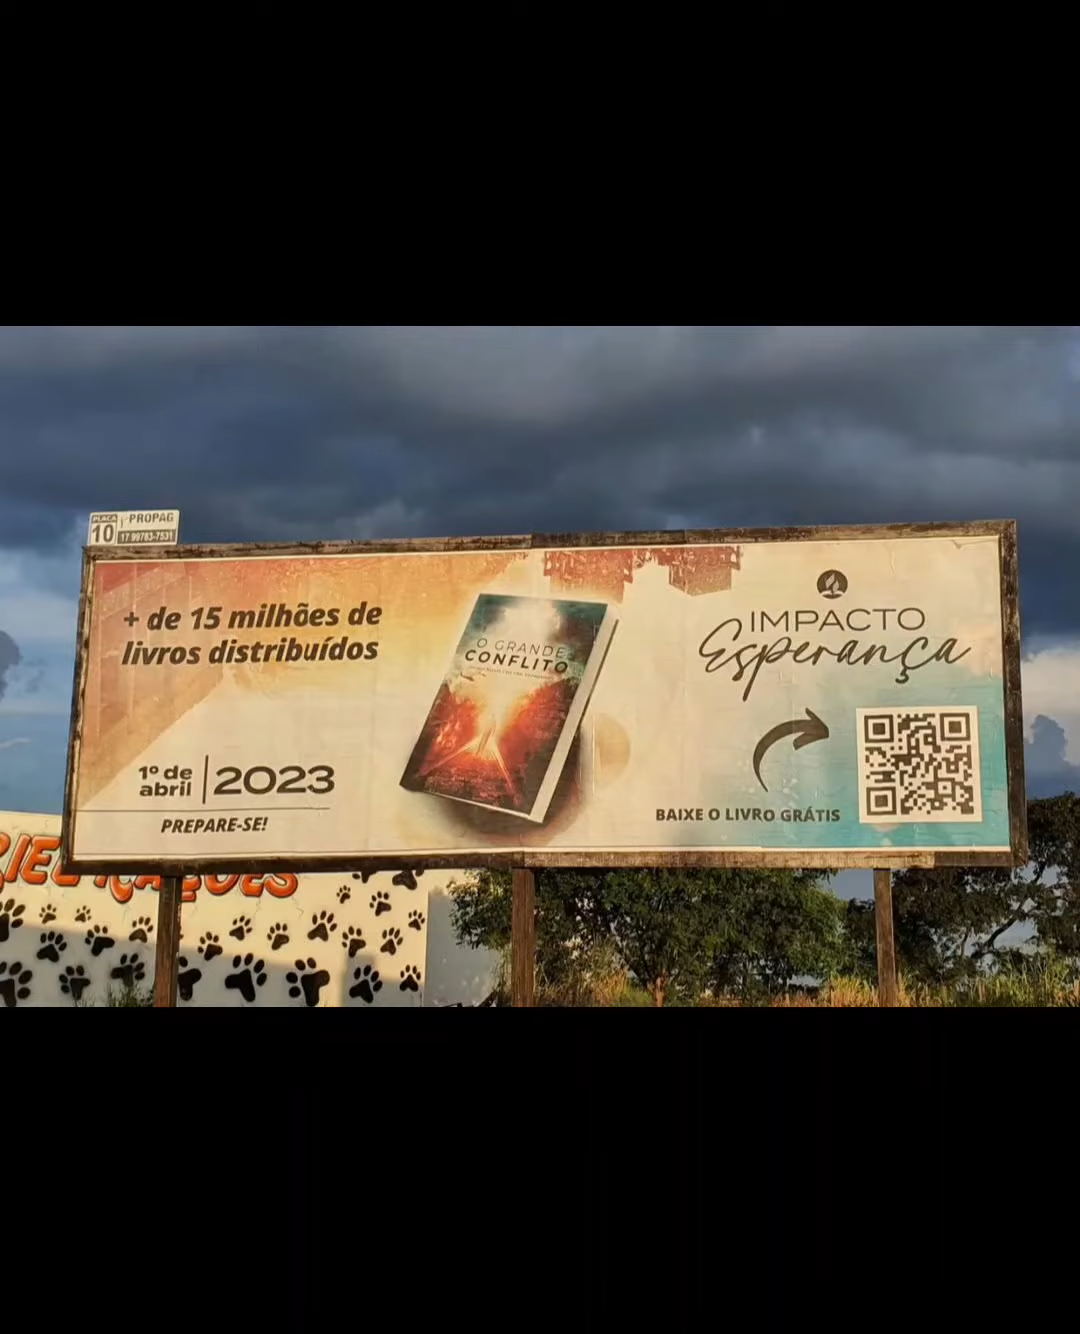 PLACA
10
PROPAG
17 99783-7531
+ de 15 milhões de
livros distribuídos
1º de
abril
2023
PREPARE-SE!
O GRANDE
CONFLITO
IMPACTO
Esperança
BAIXE O LIVRO GRÁTIS
RAÇÕES